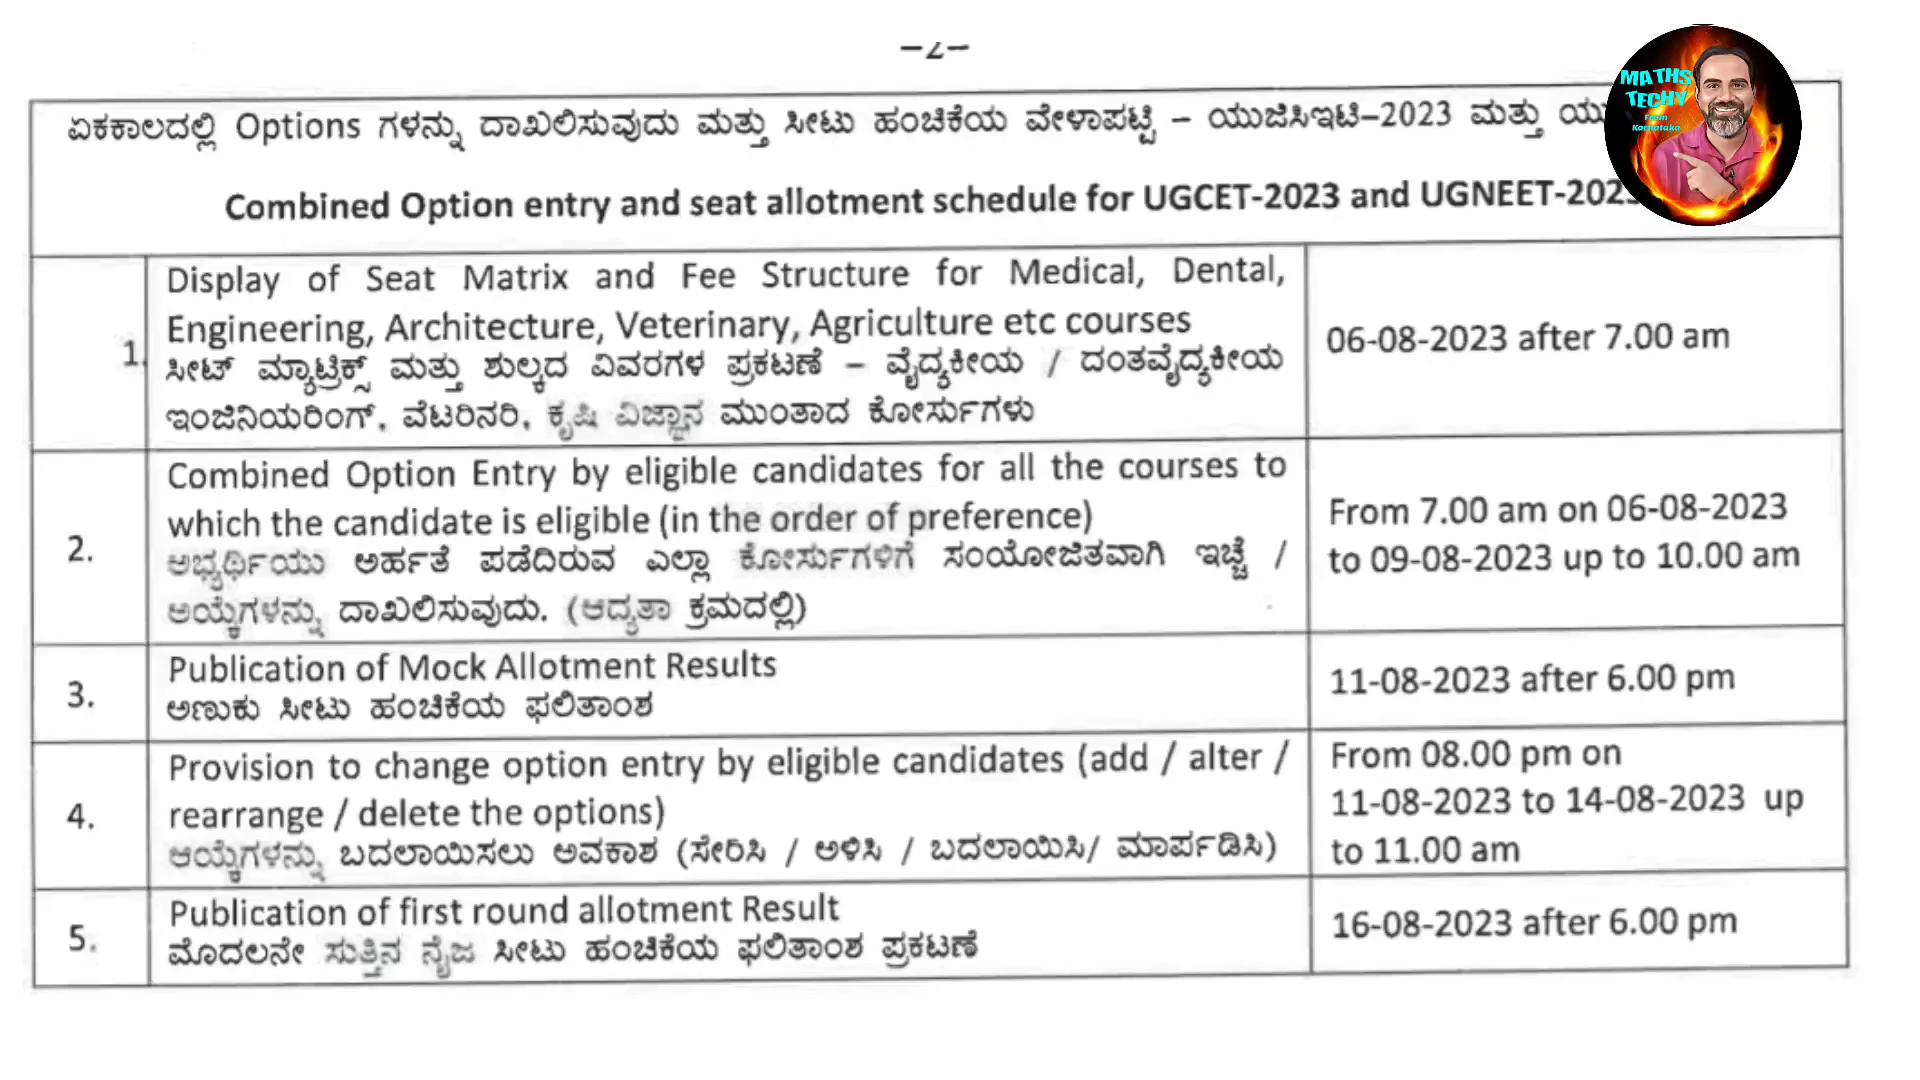 –2–
ಏಕಕಾಲದಲ್ಲಿ Options ಗಳನ್ನು ದಾಖಲಿಸುವುದು ಮತ್ತು ಸೀಟು ಹಂಚಿಕೆಯ ವೇಳಾಪಟ್ಟಿ – ಯುಜಿಸಿಇಟಿ–2023 ಮತ್ತು
MATHS
TECHY
From
Karnataka
Combined Option entry and seat allotment schedule for UGCET-2023 and UGNEET-2023
1.
Display of Seat Matrix and Fee Structure for Medical, Dental,
Engineering, Architecture, Veterinary, Agriculture etc courses
ಸೀಟ್ ಮ್ಯಾಟ್ರಿಕ್ಸ್ ಮತ್ತು ಶುಲ್ಕದ ವಿವರಗಳ ಪ್ರಕಟಣೆ – ವೈದ್ಯಕೀಯ / ದಂತವೈದ್ಯಕೀಯ
ಇಂಜಿನಿಯರಿಂಗ್, ವೆಟರಿನರಿ, ಕೃಷಿ ವಿಜ್ಞಾನ ಮುಂತಾದ ಕೋರ್ಸುಗಳು
06-08-2023 after 7.00 am
2.
Combined Option Entry by eligible candidates for all the courses to
which the candidate is eligible (in the order of preference)
ಅಭ್ಯರ್ಥಿಯು ಅರ್ಹತೆ ಪಡೆದಿರುವ ಎಲ್ಲಾ ಕೋರ್ಸುಗಳಿಗೆ ಸಂಯೋಜಿತವಾಗಿ ಇಚ್ಛೆ /
ಆಯ್ಕೆಗಳನ್ನು ದಾಖಲಿಸುವುದು. (ಆದ್ಯತಾ ಕ್ರಮದಲ್ಲಿ)
From 7.00 am on 06-08-2023
to 09-08-2023 up to 10.00 am
3.
Publication of Mock Allotment Results
ಅಣುಕು ಸೀಟು ಹಂಚಿಕೆಯ ಫಲಿತಾಂಶ
11-08-2023 after 6.00 pm
4.
Provision to change option entry by eligible candidates (add / alter /
rearrange / delete the options)
ಆಯ್ಕೆಗಳನ್ನು ಬದಲಾಯಿಸಲು ಅವಕಾಶ (ಸೇರಿಸಿ / ಅಳಿಸಿ / ಬದಲಾಯಿಸಿ/ ಮಾರ್ಪಡಿಸಿ)
From 08.00 pm on
11-08-2023 to 14-08-2023 up
to 11.00 am
5.
Publication of first round allotment Result
ಮೊದಲನೇ ಸುತ್ತಿನ ನೈಜ ಸೀಟು ಹಂಚಿಕೆಯ ಫಲಿತಾಂಶ ಪ್ರಕಟಣೆ
16-08-2023 after 6.00 pm